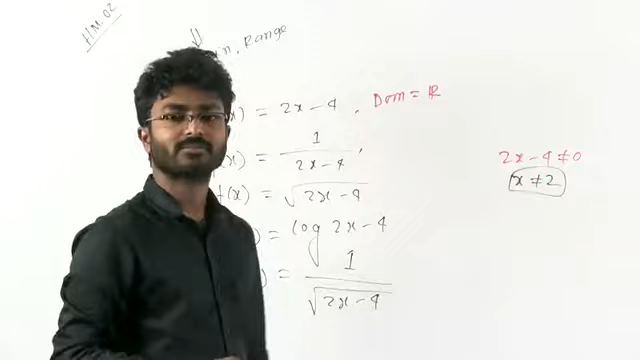 H.M. 02
Range
(x) = 2x-4 , Dom = ℝ
(x) = 1/(2x-4) ,
2x-4≠0
x≠2
f(x) = √(2x-4)
= log 2x-4
= 1/√(2x-4)